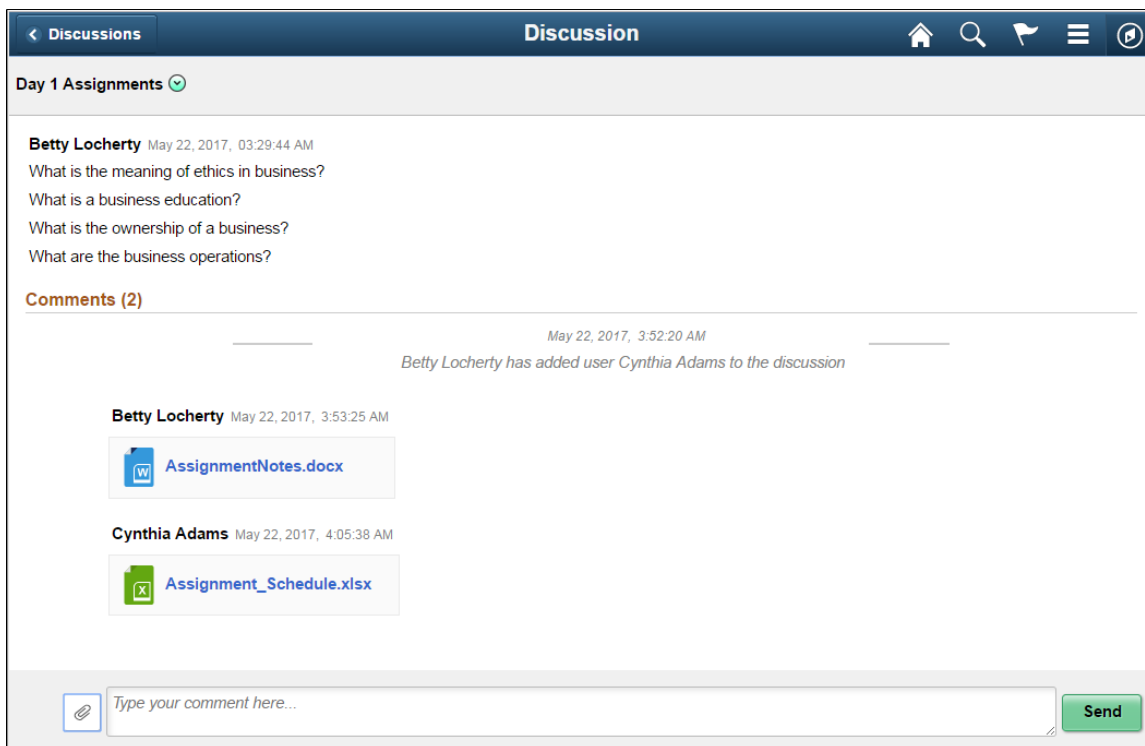 Discussions
Discussion
Day 1 Assignments
Betty Locherty May 22, 2017, 03:29:44 AM
What is the meaning of ethics in business?
What is a business education?
What is the ownership of a business?
What are the business operations?
Comments (2)
May 22, 2017, 3:52:20 AM
Betty Locherty has added user Cynthia Adams to the discussion
Betty Locherty May 22, 2017, 3:53:25 AM
W AssignmentNotes.docx
Cynthia Adams May 22, 2017, 4:05:38 AM
X Assignment_Schedule.xlsx
Type your comment here...
Send